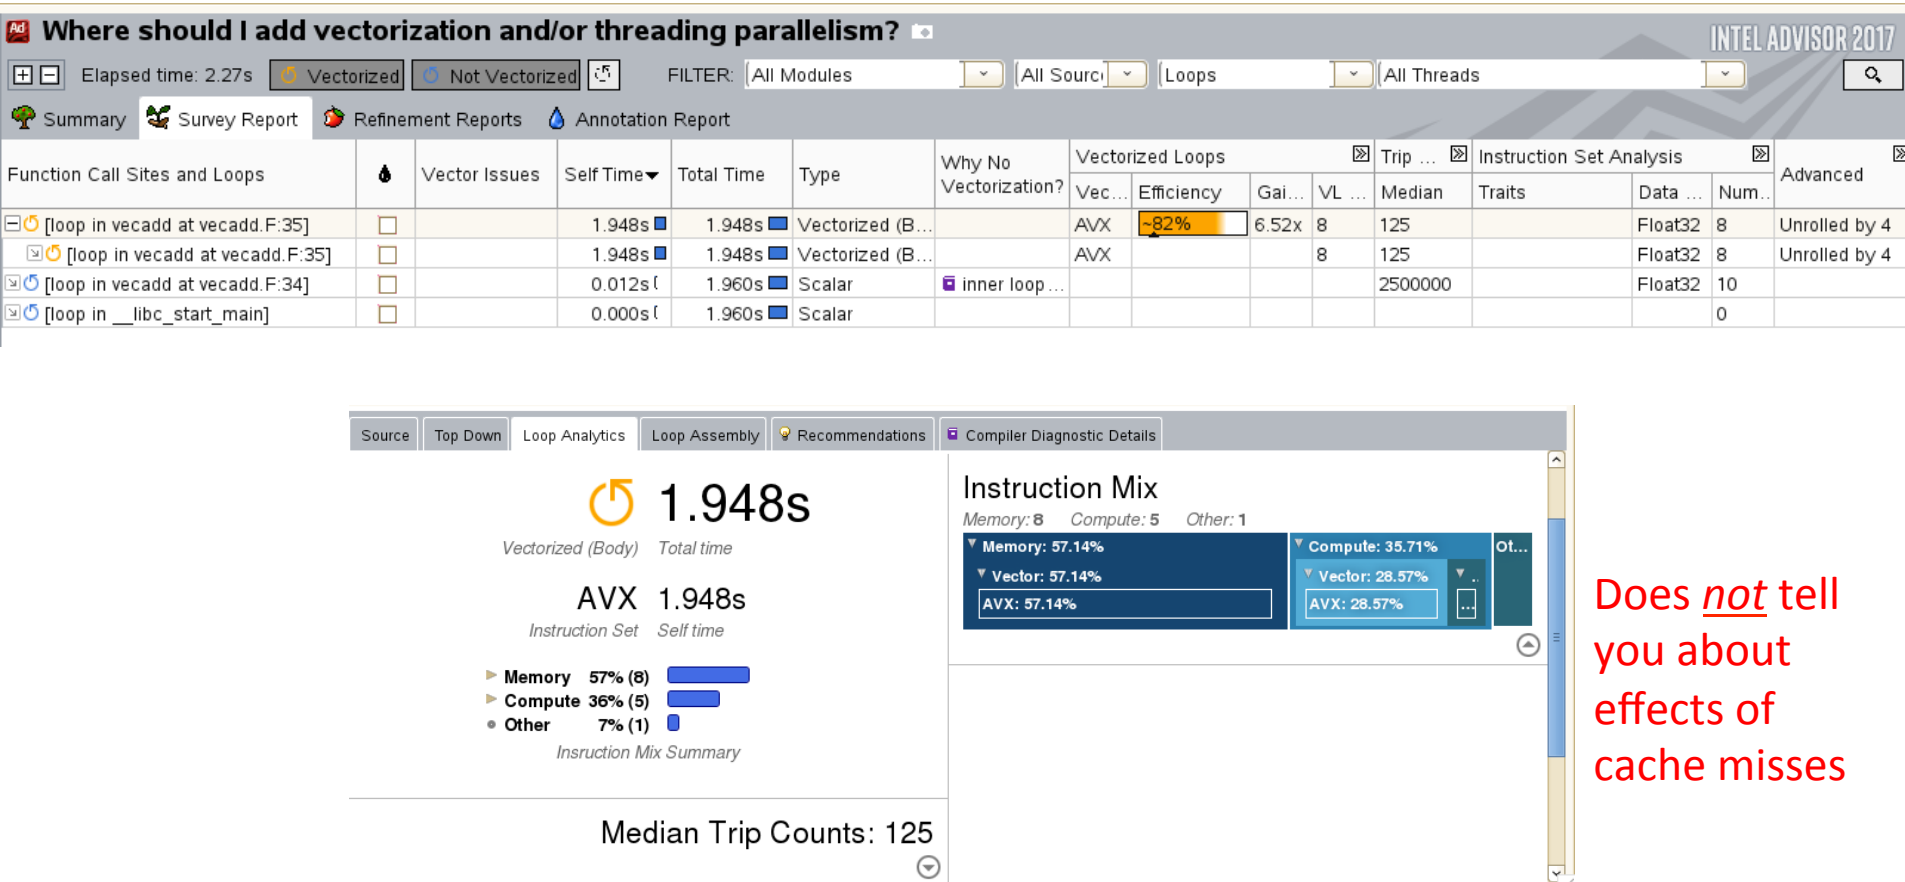 Where should I add vectorization and/or threading parallelism?
INTEL ADVISOR 2017
Elapsed time: 2.27s Vectorized Not Vectorized FILTER: All Modules All Sourc Loops All Threads
Summary Survey Report Refinement Reports Annotation Report
Function Call Sites and Loops Vector Issues Self Time Total Time Type Why No Vectorization? Vectorized Loops Trip ... Instruction Set Analysis Advanced
Vec... Efficiency Gai... VL ... Median Traits Data ... Num..
[loop in vecadd at vecadd.F:35] 1.948s 1.948s Vectorized (B... AVX ~82% 6.52x 8 125 Float32 8 Unrolled by 4
[loop in vecadd at vecadd.F:35] 1.948s 1.948s Vectorized (B... AVX 8 125 Float32 8 Unrolled by 4
[loop in vecadd at vecadd.F:34] 0.012s 1.960s Scalar inner loop ... 2500000 Float32 10
[loop in __libc_start_main] 0.000s 1.960s Scalar 0
Source Top Down Loop Analytics Loop Assembly Recommendations Compiler Diagnostic Details
1.948s
Vectorized (Body) Total time
AVX 1.948s
Instruction Set Self time
Memory 57% (8)
Compute 36% (5)
Other 7% (1)
Insruction Mix Summary
Median Trip Counts: 125
Instruction Mix
Memory: 8 Compute: 5 Other: 1
Memory: 57.14% Compute: 35.71% Ot...
Vector: 57.14% Vector: 28.57% ..
AVX: 57.14% AVX: 28.57% ...
Does not tell
you about
effects of
cache misses